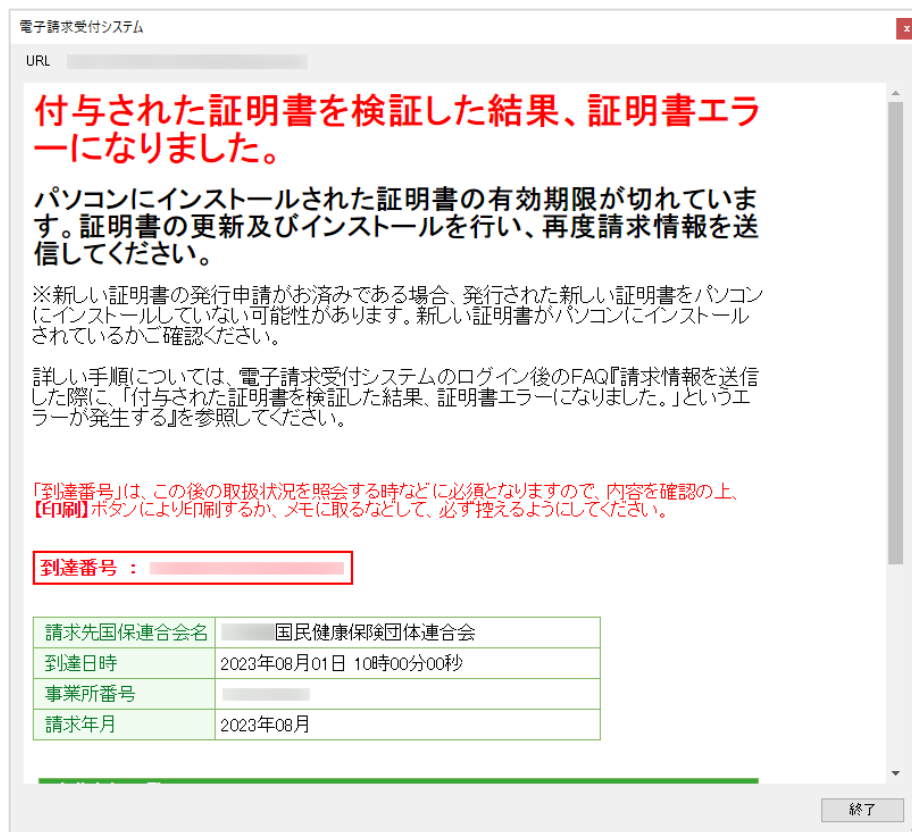 電子請求受付システム
x
URL
付与された証明書を検証した結果、証明書エラ
ーになりました。
パソコンにインストールされた証明書の有効期限が切れていま
す。証明書の更新及びインストールを行い、再度請求情報を送
信してください。
※新しい証明書の発行申請がお済みである場合、発行された新しい証明書をパソコン
にインストールしていない可能性があります。新しい証明書がパソコンにインストール
されているかご確認ください。
詳しい手順については、電子請求受付システムのログイン後のFAQ『請求情報を送信
した際に、「付与された証明書を検証した結果、証明書エラーになりました。」というエ
ラーが発生する』を参照してください。
「到達番号」は、この後の取扱状況を照会する時などに必須となりますので、内容を確認の上、
【印刷】ボタンにより印刷するか、メモに取るなどして、必ず控えるようにしてください。
到達番号 ：
請求先国保連合会名 国民健康保険団体連合会
到達日時 2023年08月01日 10時00分00秒
事業所番号
請求年月 2023年08月
終了